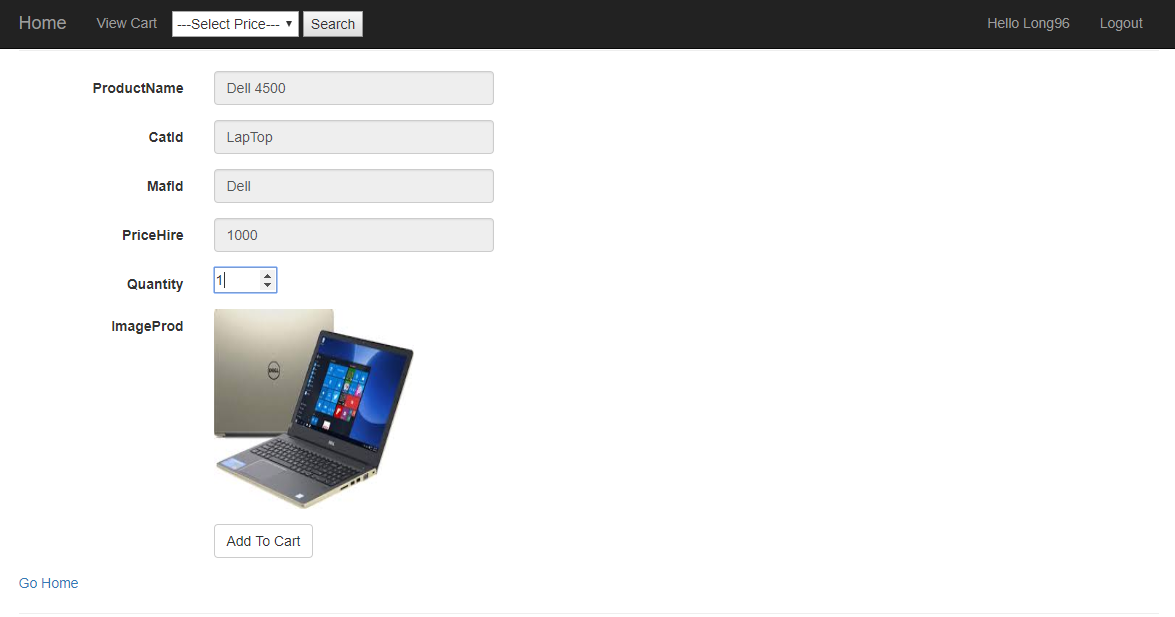 Home View Cart ---Select Price--- Search Hello Long96 Logout
ProductName Dell 4500
CatId LapTop
MafId Dell
PriceHire 1000
Quantity 1
ImageProd
DELL
Add To Cart
Go Home